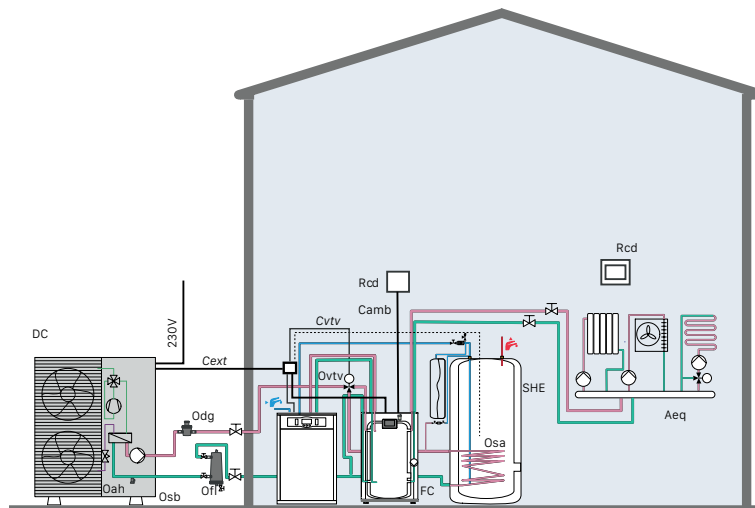 Rcd
Rcd
Camb
Cvtv
DC
230V
Cext
Ovtv
SHE
Odg
Aeq
Osa
Oah
Osb
Ofl
FC